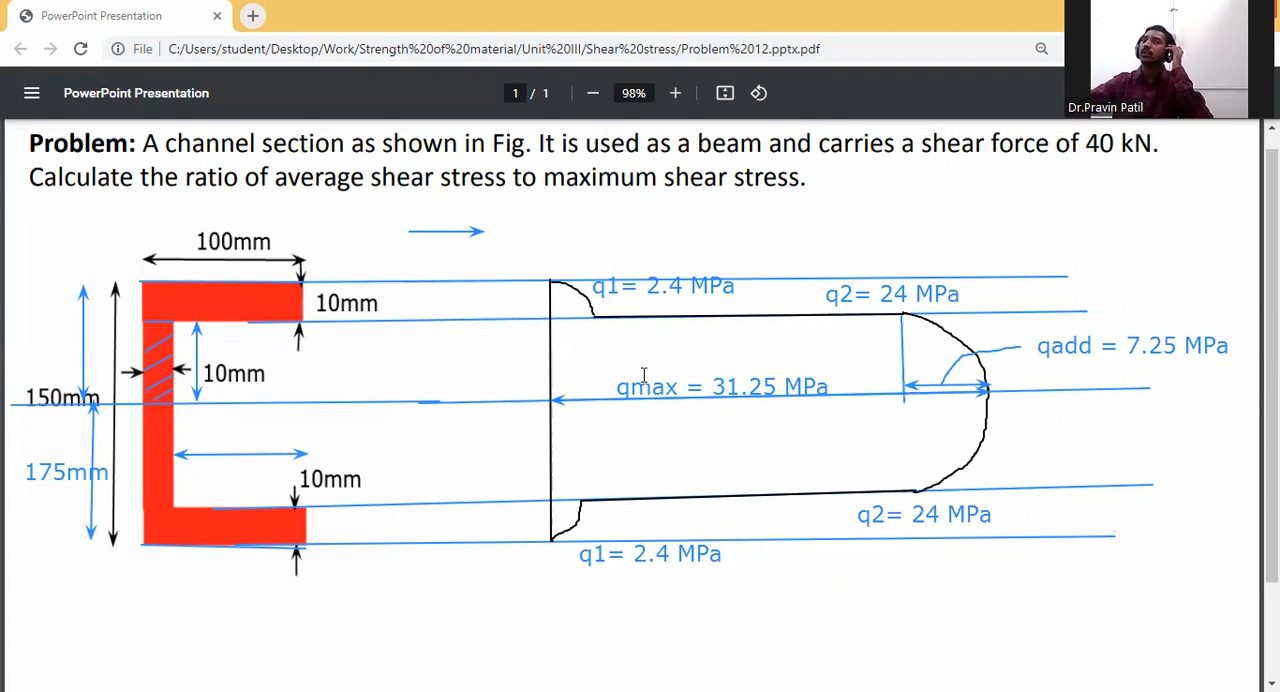 PowerPoint Presentation
File
C:/Users/student/Desktop/Work/Strength%20of%20material/Unit%20III/Shear%20stress/Problem%2012.pptx.pdf
Dr.Pravin Patil
PowerPoint Presentation
1 / 1
98%
Problem: A channel section as shown in Fig. It is used as a beam and carries a shear force of 40 kN.
Calculate the ratio of average shear stress to maximum shear stress.
100mm
q1= 2.4 MPa
q2= 24 MPa
10mm
qadd = 7.25 MPa
10mm
qmax = 31.25 MPa
150mm
175mm
10mm
q2= 24 MPa
q1= 2.4 MPa